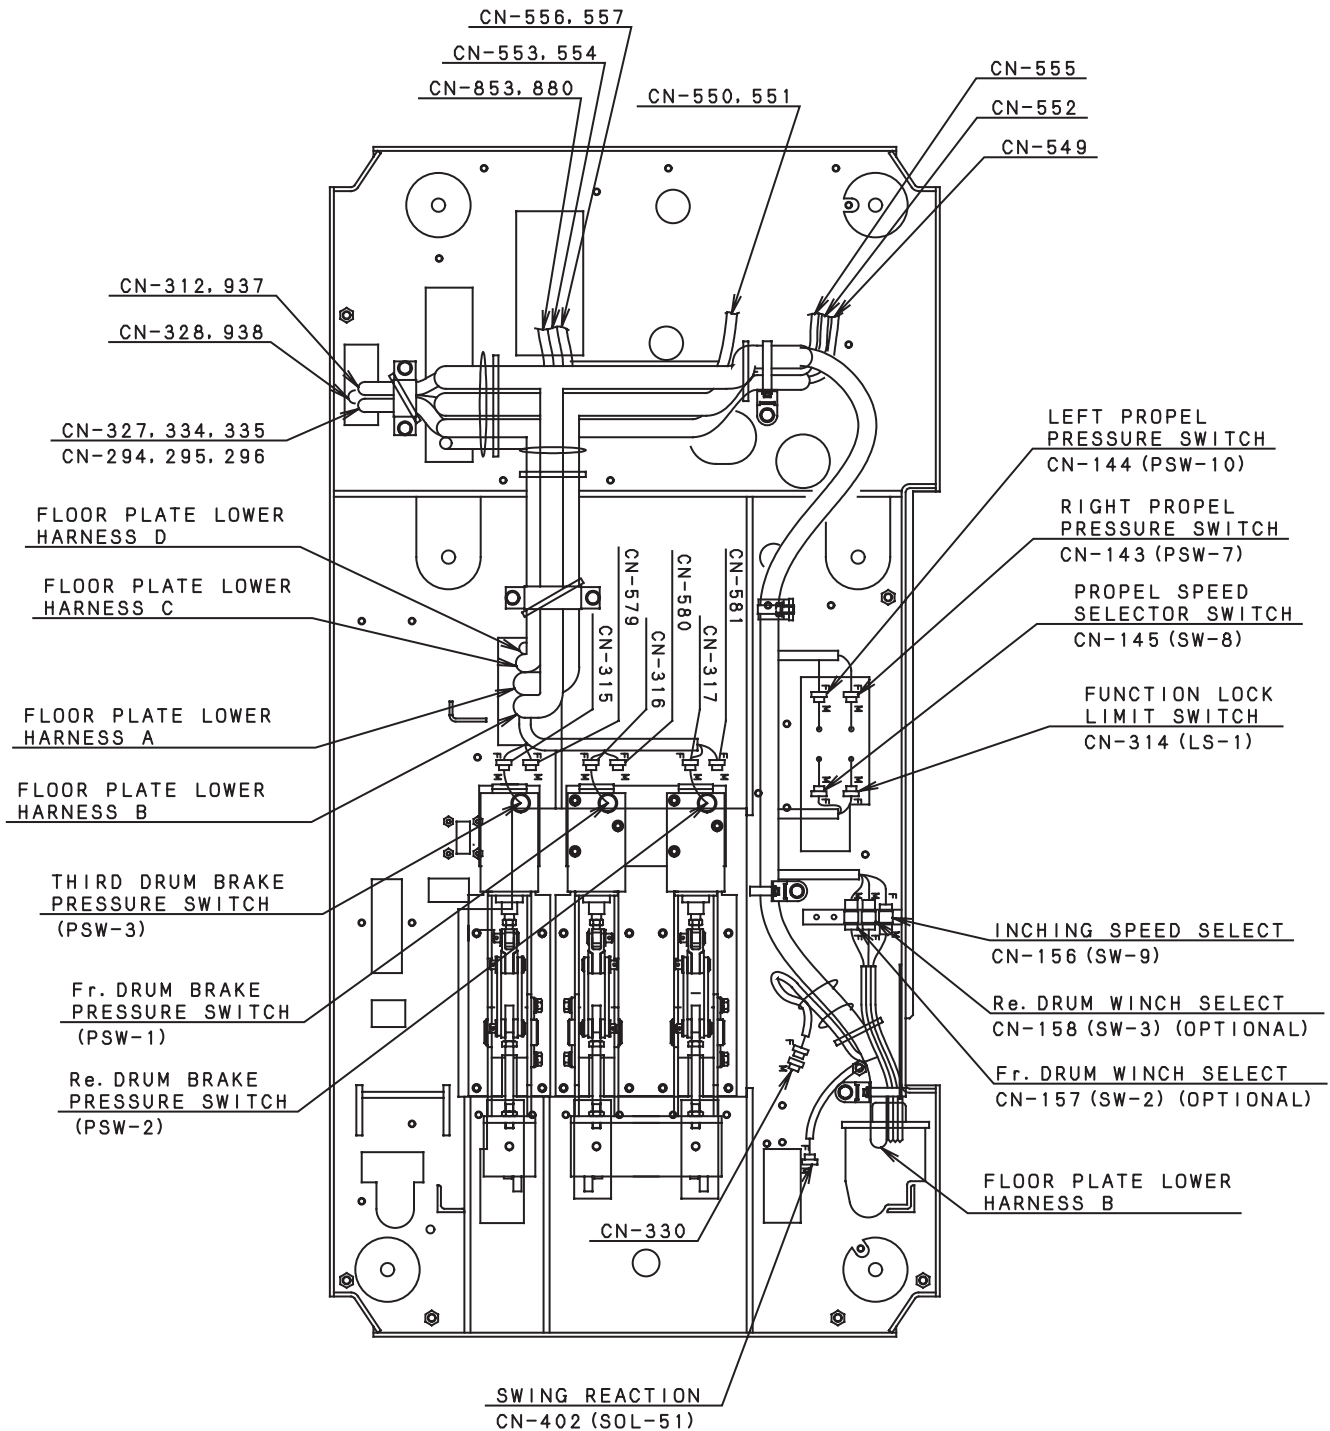 CN-556, 557
CN-553, 554
CN-853, 880
CN-550, 551
CN-555
CN-552
CN-549
CN-312, 937
CN-328, 938
CN-327, 334, 335
CN-294, 295, 296
LEFT PROPEL
PRESSURE SWITCH
CN-144 (PSW-10)
RIGHT PROPEL
PRESSURE SWITCH
CN-143 (PSW-7)
PROPEL SPEED
SELECTOR SWITCH
CN-145 (SW-8)
FUNCTION LOCK
LIMIT SWITCH
CN-314 (LS-1)
FLOOR PLATE LOWER
HARNESS D
FLOOR PLATE LOWER
HARNESS C
FLOOR PLATE LOWER
HARNESS A
FLOOR PLATE LOWER
HARNESS B
CN-315
CN-579
CN-316
CN-580
CN-317
CN-581
F
F
M
M
M
M
F
F
F
M
F
M
F
M
F
M
F
M
F
M
THIRD DRUM BRAKE
PRESSURE SWITCH
(PSW-3)
Fr. DRUM BRAKE
PRESSURE SWITCH
(PSW-1)
Re. DRUM BRAKE
PRESSURE SWITCH
(PSW-2)
M
M
F
F
F
M
INCHING SPEED SELECT
CN-156 (SW-9)
Re. DRUM WINCH SELECT
CN-158 (SW-3) (OPTIONAL)
Fr. DRUM WINCH SELECT
CN-157 (SW-2) (OPTIONAL)
F
M
F
M
FLOOR PLATE LOWER
HARNESS B
CN-330
SWING REACTION
CN-402 (SOL-51)